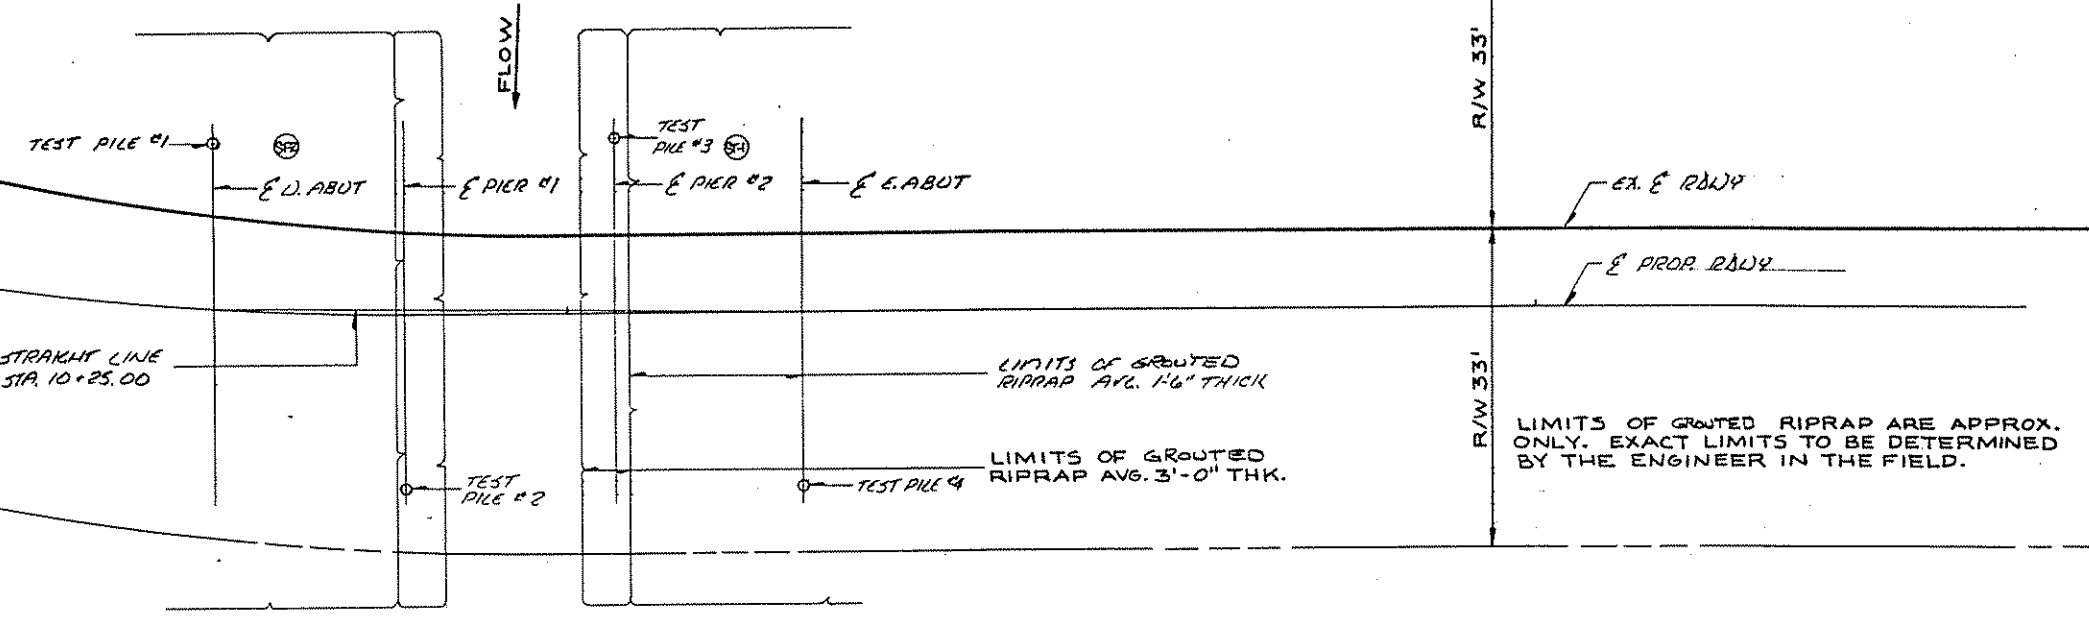 FLOW
R/W 33'
TEST PILE #1
TEST
PILE #3
℄ W. ABUT
℄ PIER #1
℄ PIER #2
℄ E. ABUT
EX. ℄ RDWY
℄ PROP. RDWY
STRAIGHT LINE
STA. 10+25.00
LIMITS OF GROUTED
RIPRAP AVG. 1'-6" THICK
R/W 33'
LIMITS OF GROUTED RIPRAP ARE APPROX.
ONLY. EXACT LIMITS TO BE DETERMINED
BY THE ENGINEER IN THE FIELD.
LIMITS OF GROUTED
RIPRAP AVG. 3'-0" THK.
TEST
PILE #2
TEST PILE #4